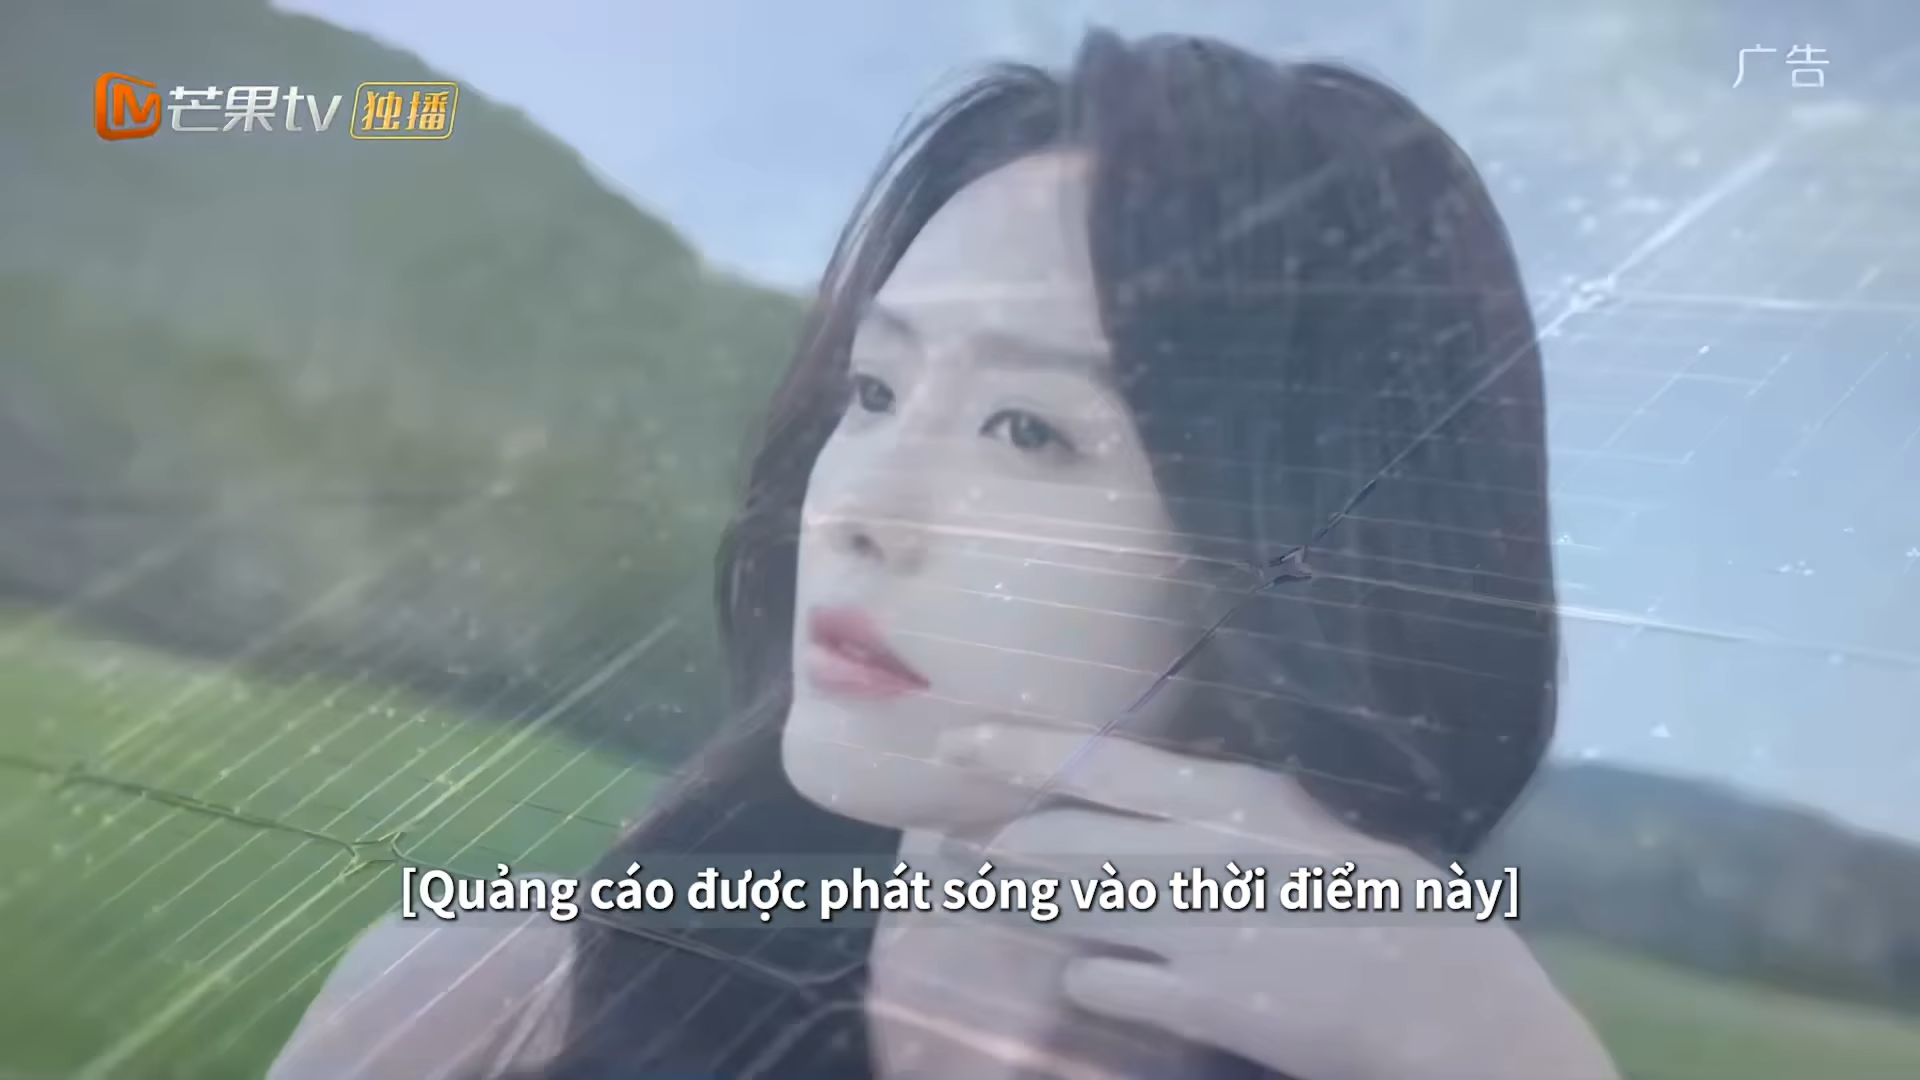 芒果tv 独播
广告
[Quảng cáo được phát sóng vào thời điểm này]